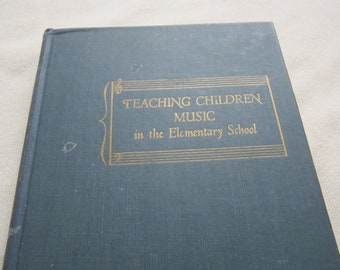 TEACHING CHILDREN
MUSIC
in the Elementary School